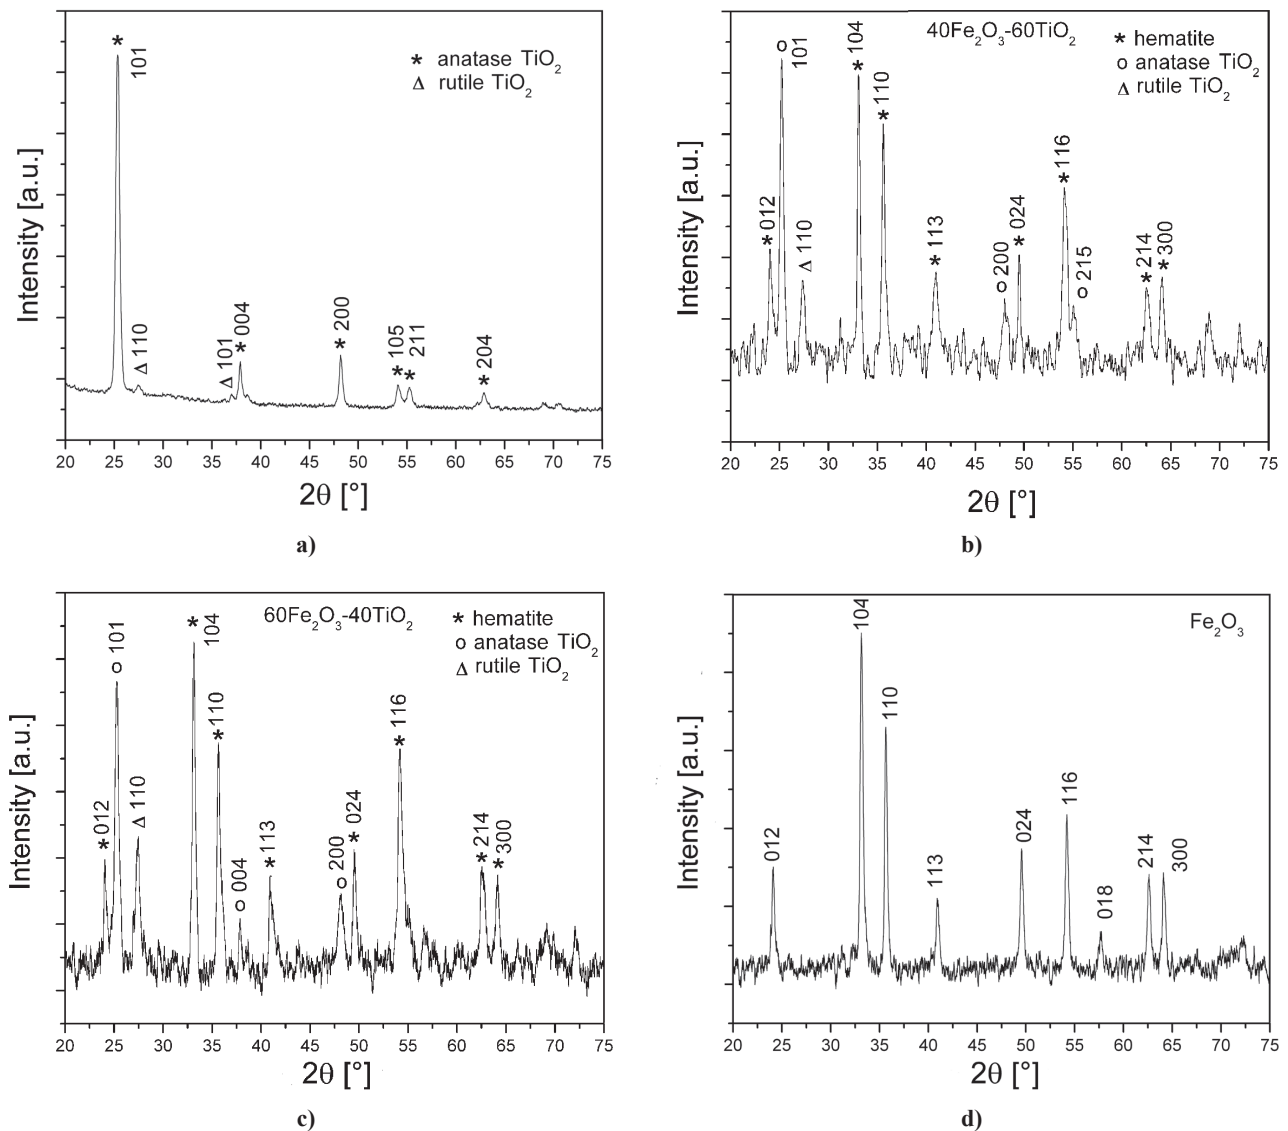 a)
Intensity [a.u.]
2θ [°]
* anatase TiO₂
Δ rutile TiO₂
* 101
Δ 110
Δ 101
* 004
* 200
* 105
* 211
* 204
20 25 30 35 40 45 50 55 60 65 70 75
b)
Intensity [a.u.]
2θ [°]
40Fe₂O₃-60TiO₂
* hematite
o anatase TiO₂
Δ rutile TiO₂
* 012
o 101
Δ 110
* 104
* 110
* 113
o 200
* 024
* 116
o 215
* 214
* 300
20 25 30 35 40 45 50 55 60 65 70 75
c)
Intensity [a.u.]
2θ [°]
60Fe₂O₃-40TiO₂
* hematite
o anatase TiO₂
Δ rutile TiO₂
* 012
o 101
Δ 110
* 104
* 110
o 004
* 113
o 200
* 024
* 116
* 214
* 300
20 25 30 35 40 45 50 55 60 65 70 75
d)
Intensity [a.u.]
2θ [°]
Fe₂O₃
012
104
110
113
024
116
018
214
300
20 25 30 35 40 45 50 55 60 65 70 75